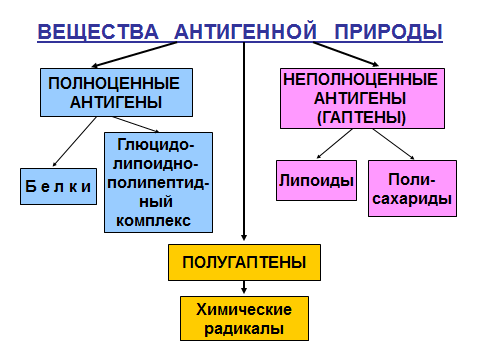 ВЕЩЕСТВА АНТИГЕННОЙ ПРИРОДЫ
ПОЛНОЦЕННЫЕ
АНТИГЕНЫ
НЕПОЛНОЦЕННЫЕ
АНТИГЕНЫ
(ГАПТЕНЫ)
Б е л к и
Глюцидо-
липоидно-
полипептид-
ный
комплекс
Липоиды
Поли-
сахариды
ПОЛУГАПТЕНЫ
Химические
радикалы